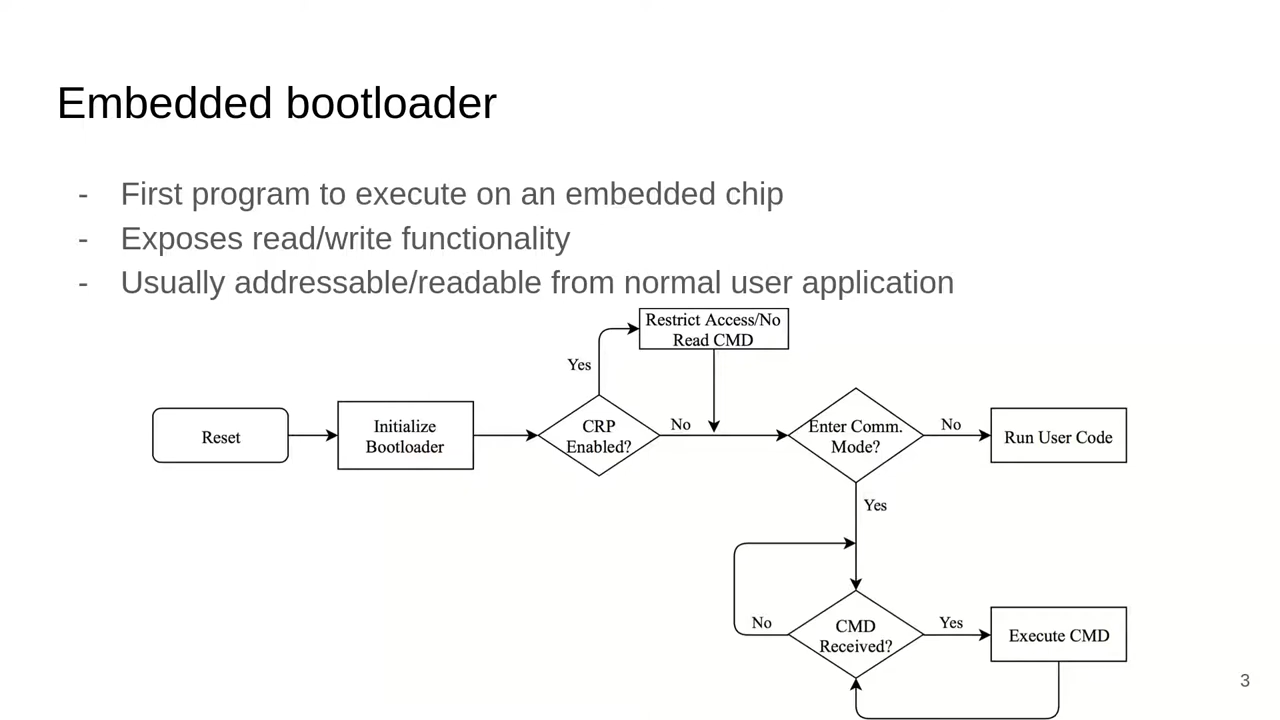 Embedded bootloader
- First program to execute on an embedded chip
- Exposes read/write functionality
- Usually addressable/readable from normal user application
Restrict Access/No
Read CMD
Yes
Reset
Initialize
Bootloader
CRP
Enabled?
No
Enter Comm.
Mode?
No
Run User Code
Yes
No
CMD
Received?
Yes
Execute CMD
3